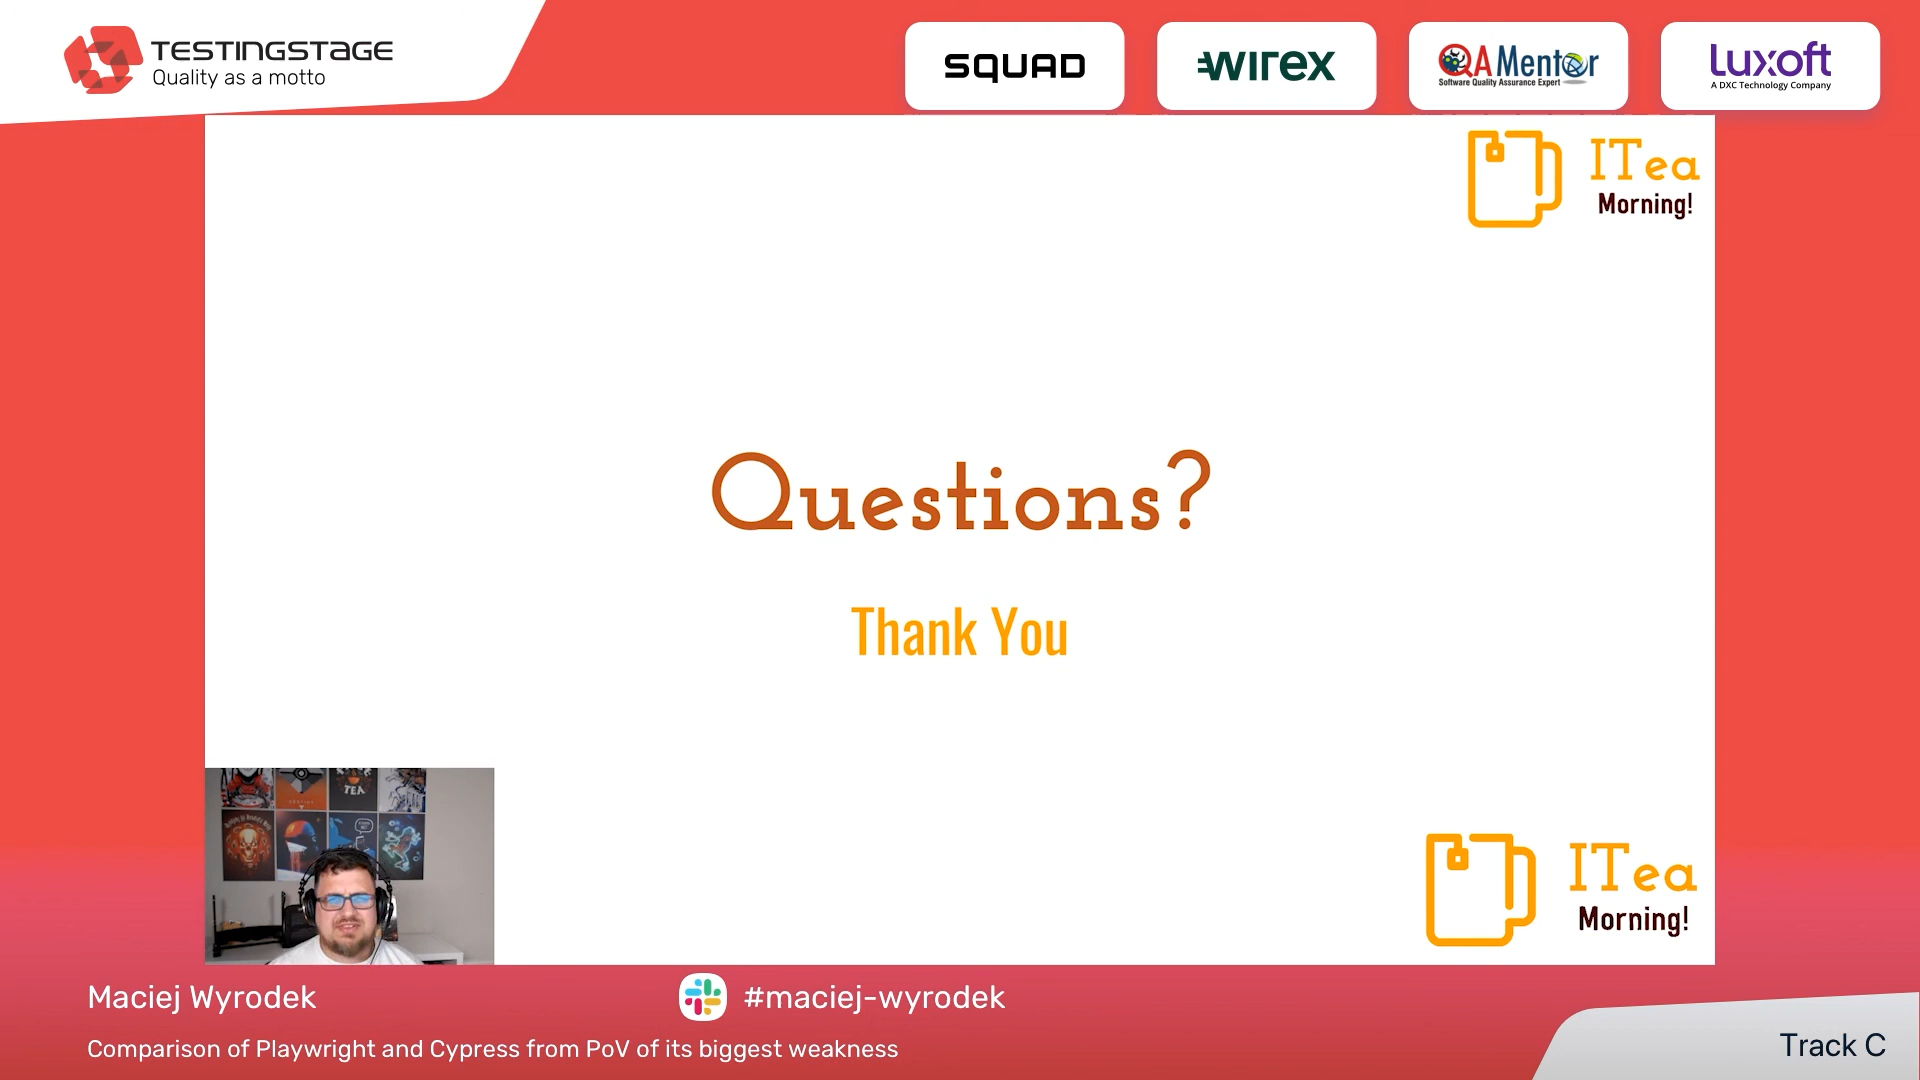 TESTINGSTAGE
Quality as a motto
SQUAD
WIREX
QA Mentor
Software Quality Assurance Expert
Luxoft
A DXC Technology Company
ITea
Morning!
Questions?
Thank You
TEA
ITea
Morning!
Maciej Wyrodek
#maciej-wyrodek
Comparison of Playwright and Cypress from PoV of its biggest weakness
Track C